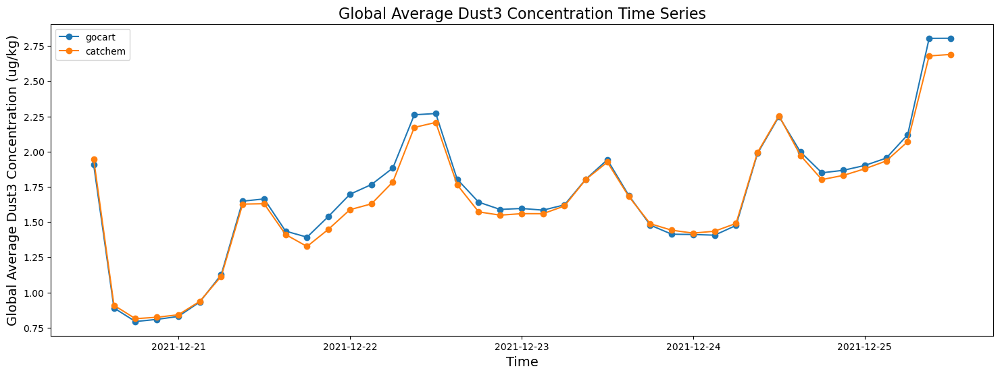 Global Average Dust3 Concentration Time Series
gocart
catchem
Global Average Dust3 Concentration (ug/kg)
2.75
2.50
2.25
2.00
1.75
1.50
1.25
1.00
0.75
2021-12-21
2021-12-22
2021-12-23
2021-12-24
2021-12-25
Time